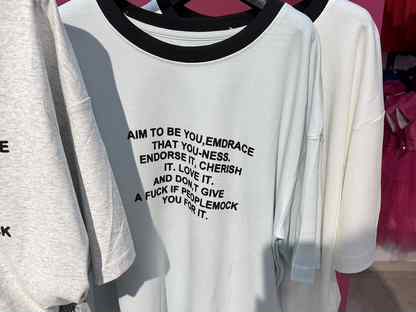 AIM TO BE YOU,EMDRACE
THAT YOU-NESS.
ENDORSE IT, CHERISH
IT. LOVE IT.
AND DON,T GIVE
A FUCK IF PEOPLEMOCK
YOU FOR IT.